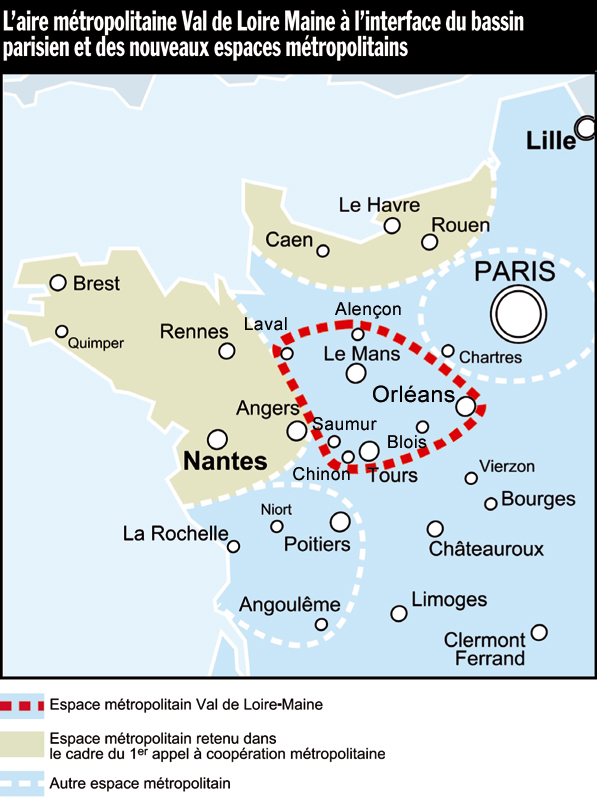 L'aire métropolitaine Val de Loire Maine à l'interface du bassin
parisien et des nouveaux espaces métropolitains
Lille
Le Havre
Rouen
Caen
PARIS
Brest
Alençon
Laval
Quimper
Rennes
Le Mans
Chartres
Orléans
Angers
Saumur
Blois
Nantes
Chinon
Tours
Vierzon
Bourges
Niort
La Rochelle
Poitiers
Châteauroux
Angoulême
Limoges
Clermont
Ferrand
Espace métropolitain Val de Loire-Maine
Espace métropolitain retenu dans
le cadre du 1er appel à coopération métropolitaine
Autre espace métropolitain